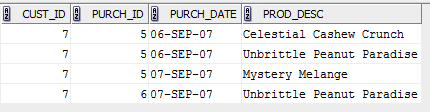 CUST_ID PURCH_ID PURCH_DATE PROD_DESC
7 5 06-SEP-07 Celestial Cashew Crunch
7 5 06-SEP-07 Unbrittle Peanut Paradise
7 5 07-SEP-07 Mystery Melange
7 6 07-SEP-07 Unbrittle Peanut Paradise